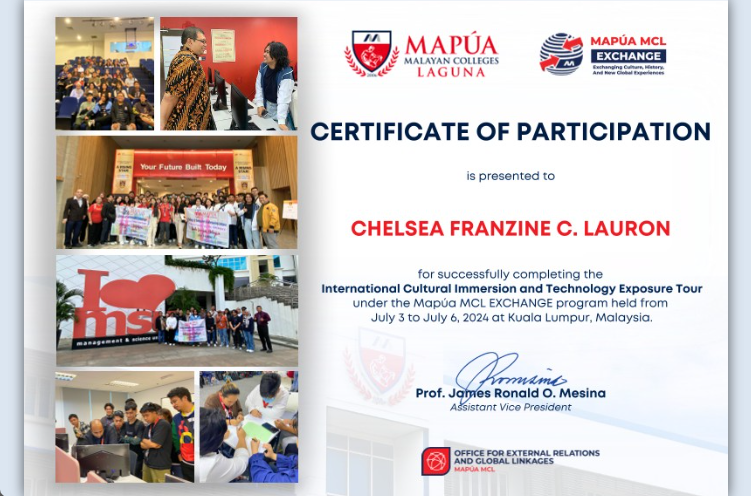 Your Future Built Today
I
msu
management & science un
MAPÚA
MALAYAN COLLEGES
LAGUNA
MAPÚA MCL
EXCHANGE
Exchanging Culture, History,
And New Global Experiences
CERTIFICATE OF PARTICIPATION
is presented to
CHELSEA FRANZINE C. LAURON
for successfully completing the
International Cultural Immersion and Technology Exposure Tour
under the Mapúa MCL EXCHANGE program held from
July 3 to July 6, 2024 at Kuala Lumpur, Malaysia.
Prof. James Ronald O. Mesina
Assistant Vice President
OFFICE FOR EXTERNAL RELATIONS
AND GLOBAL LINKAGES
MAPÚA MCL